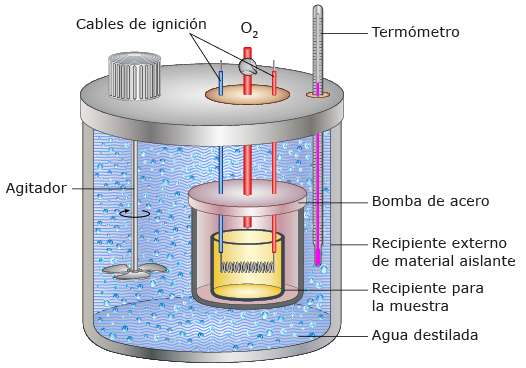 Cables de ignición
O₂
Termómetro
Agitador
Bomba de acero
Recipiente externo
de material aislante
Recipiente para
la muestra
Agua destilada